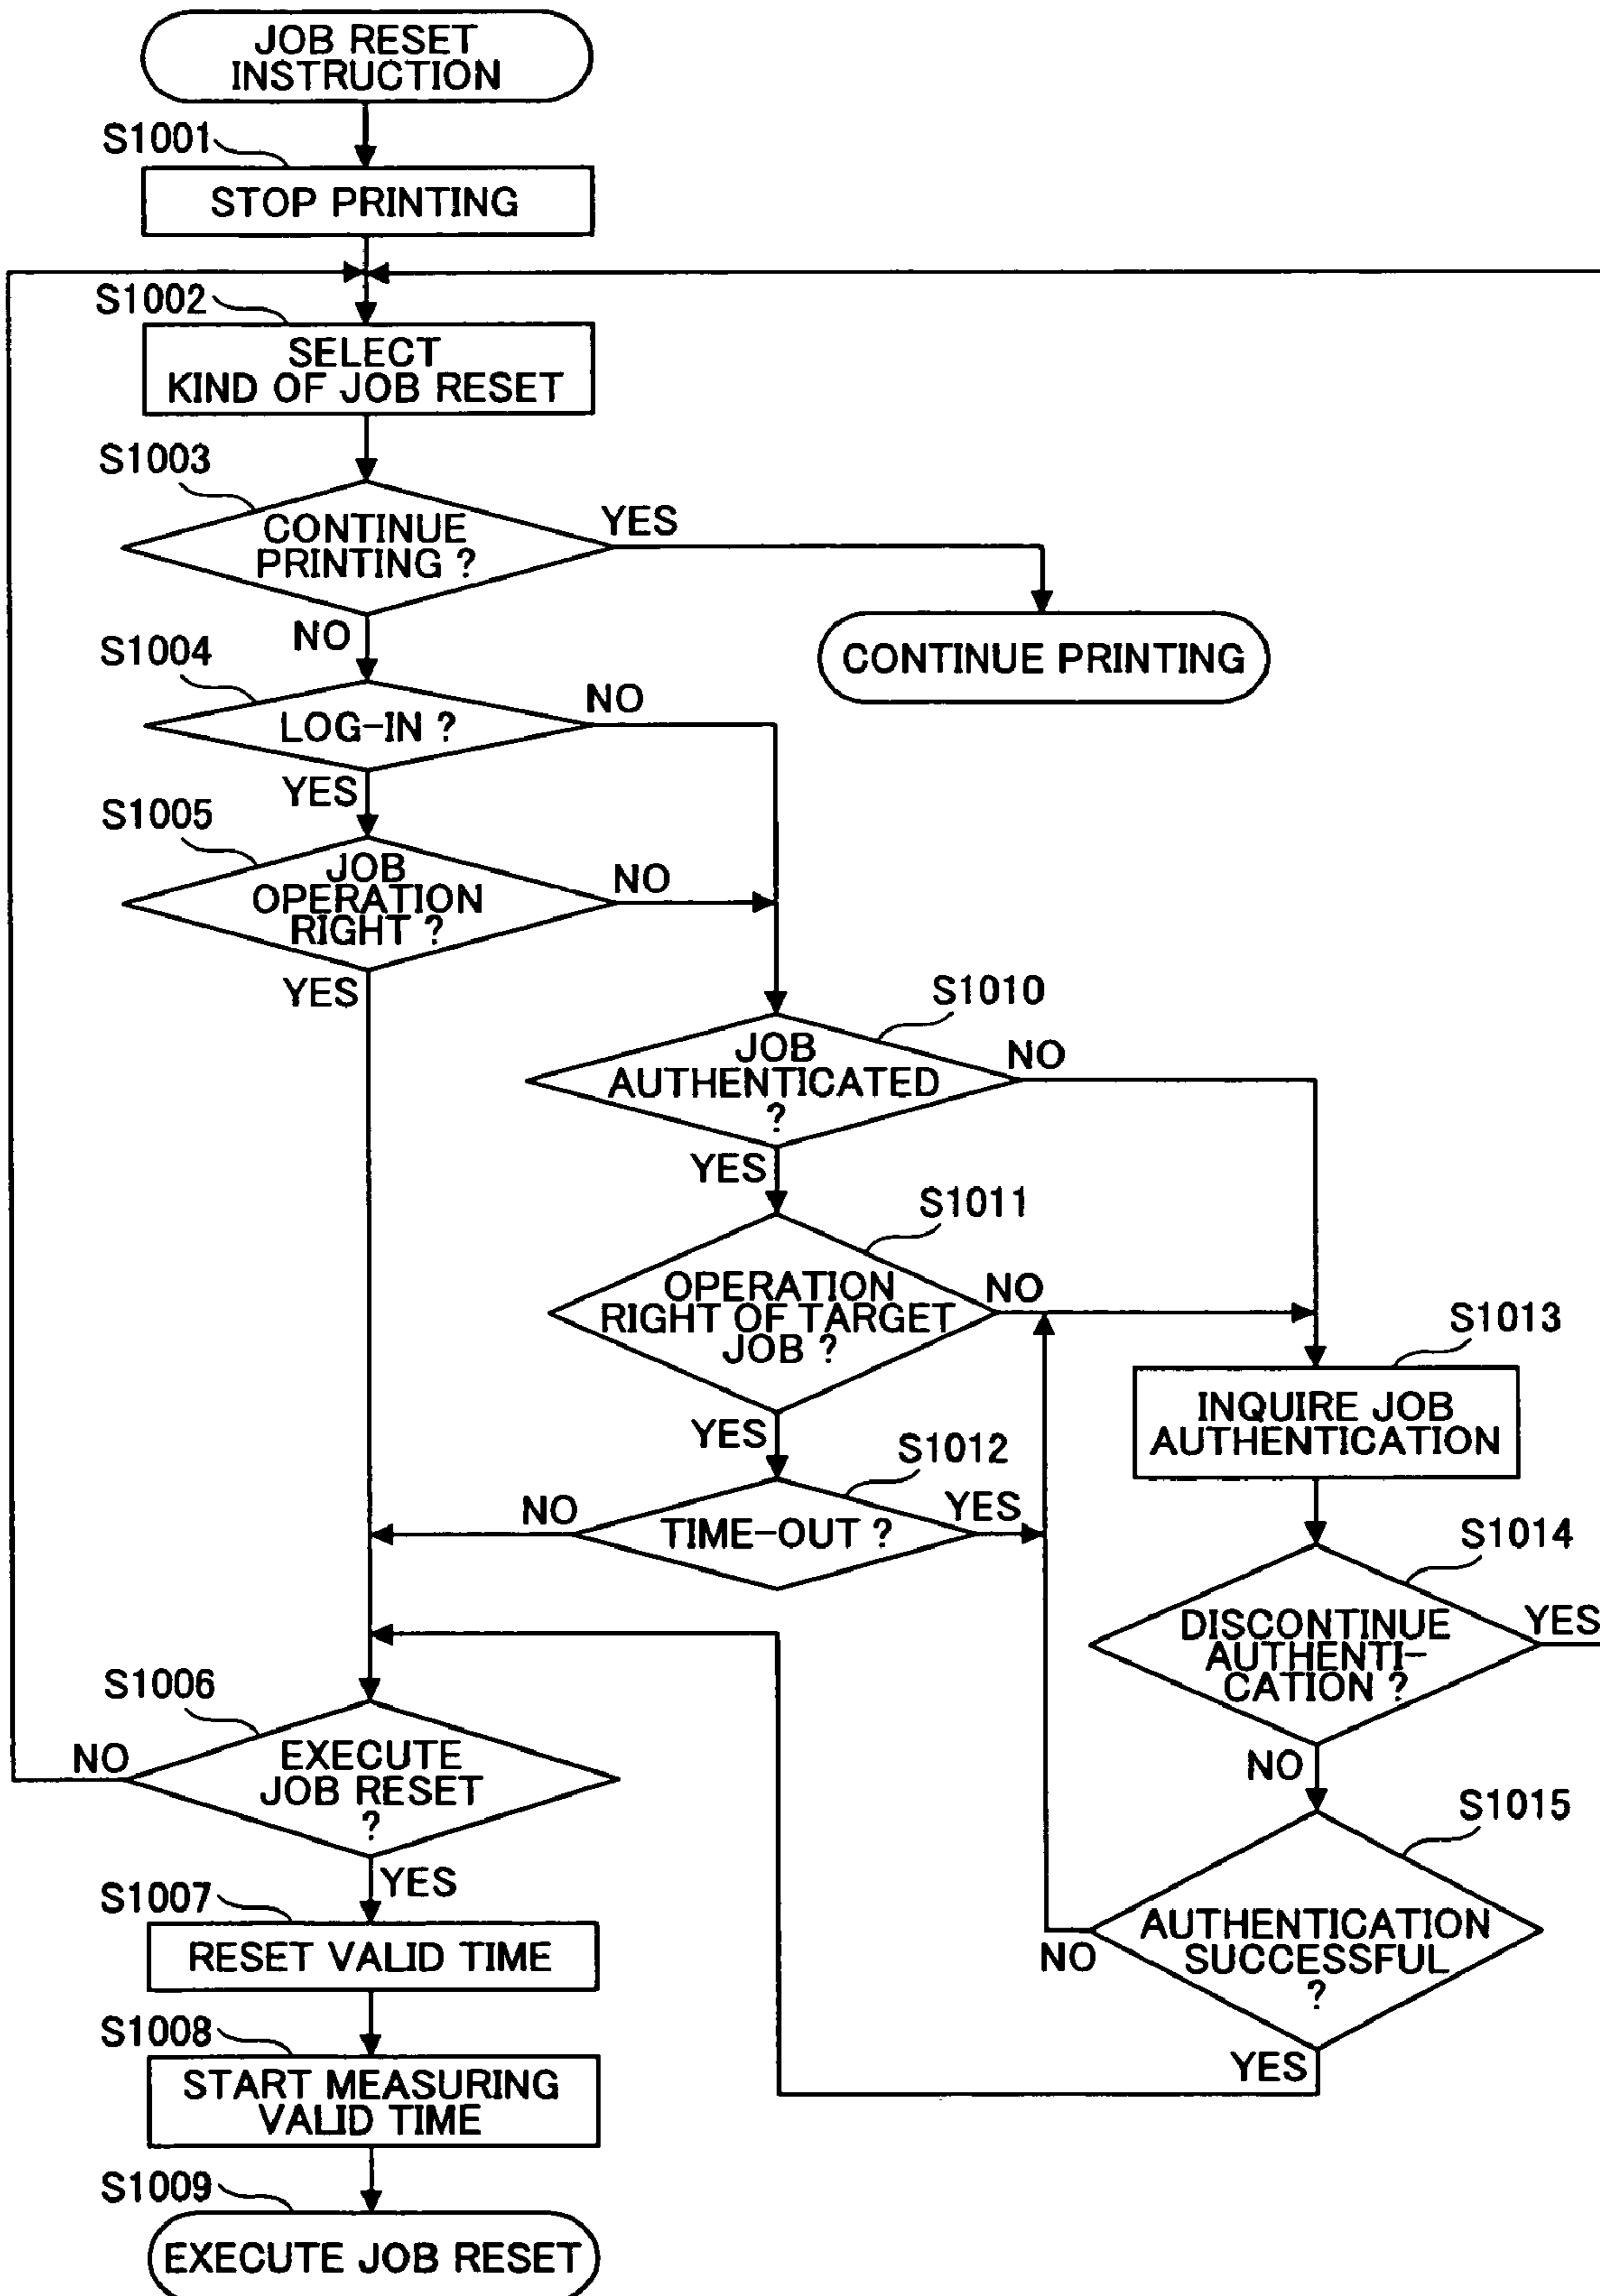 JOB RESET
INSTRUCTION
S1001
STOP PRINTING
S1002
SELECT
KIND OF JOB RESET
S1003
CONTINUE
PRINTING ?
YES
NO
CONTINUE PRINTING
S1004
LOG-IN ?
NO
YES
S1005
JOB
OPERATION
RIGHT ?
NO
YES
S1010
JOB
AUTHENTICATED
?
NO
YES
S1011
OPERATION
RIGHT OF TARGET
JOB ?
NO
YES
S1012
TIME-OUT ?
NO
YES
S1013
INQUIRE JOB
AUTHENTICATION
S1014
DISCONTINUE
AUTHENTI-
CATION ?
YES
NO
S1015
AUTHENTICATION
SUCCESSFUL
?
NO
YES
S1006
EXECUTE
JOB RESET
?
NO
YES
S1007
RESET VALID TIME
S1008
START MEASURING
VALID TIME
S1009
EXECUTE JOB RESET